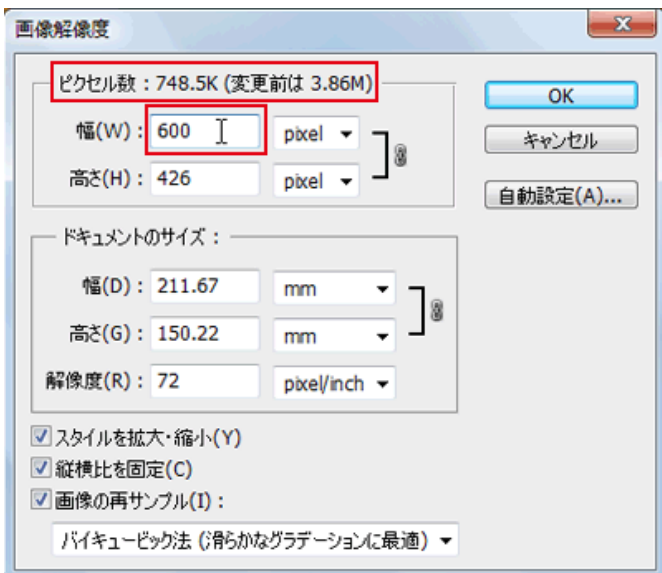 画像解像度
ピクセル数：748.5K (変更前は 3.86M)
幅(W)： 600 pixel
高さ(H)： 426 pixel
OK
キャンセル
自動設定(A)...
ドキュメントのサイズ：
幅(D)： 211.67 mm
高さ(G)： 150.22 mm
解像度(R)： 72 pixel/inch
スタイルを拡大・縮小(Y)
縦横比を固定(C)
画像の再サンプル(I)：
バイキュービック法 (滑らかなグラデーションに最適)